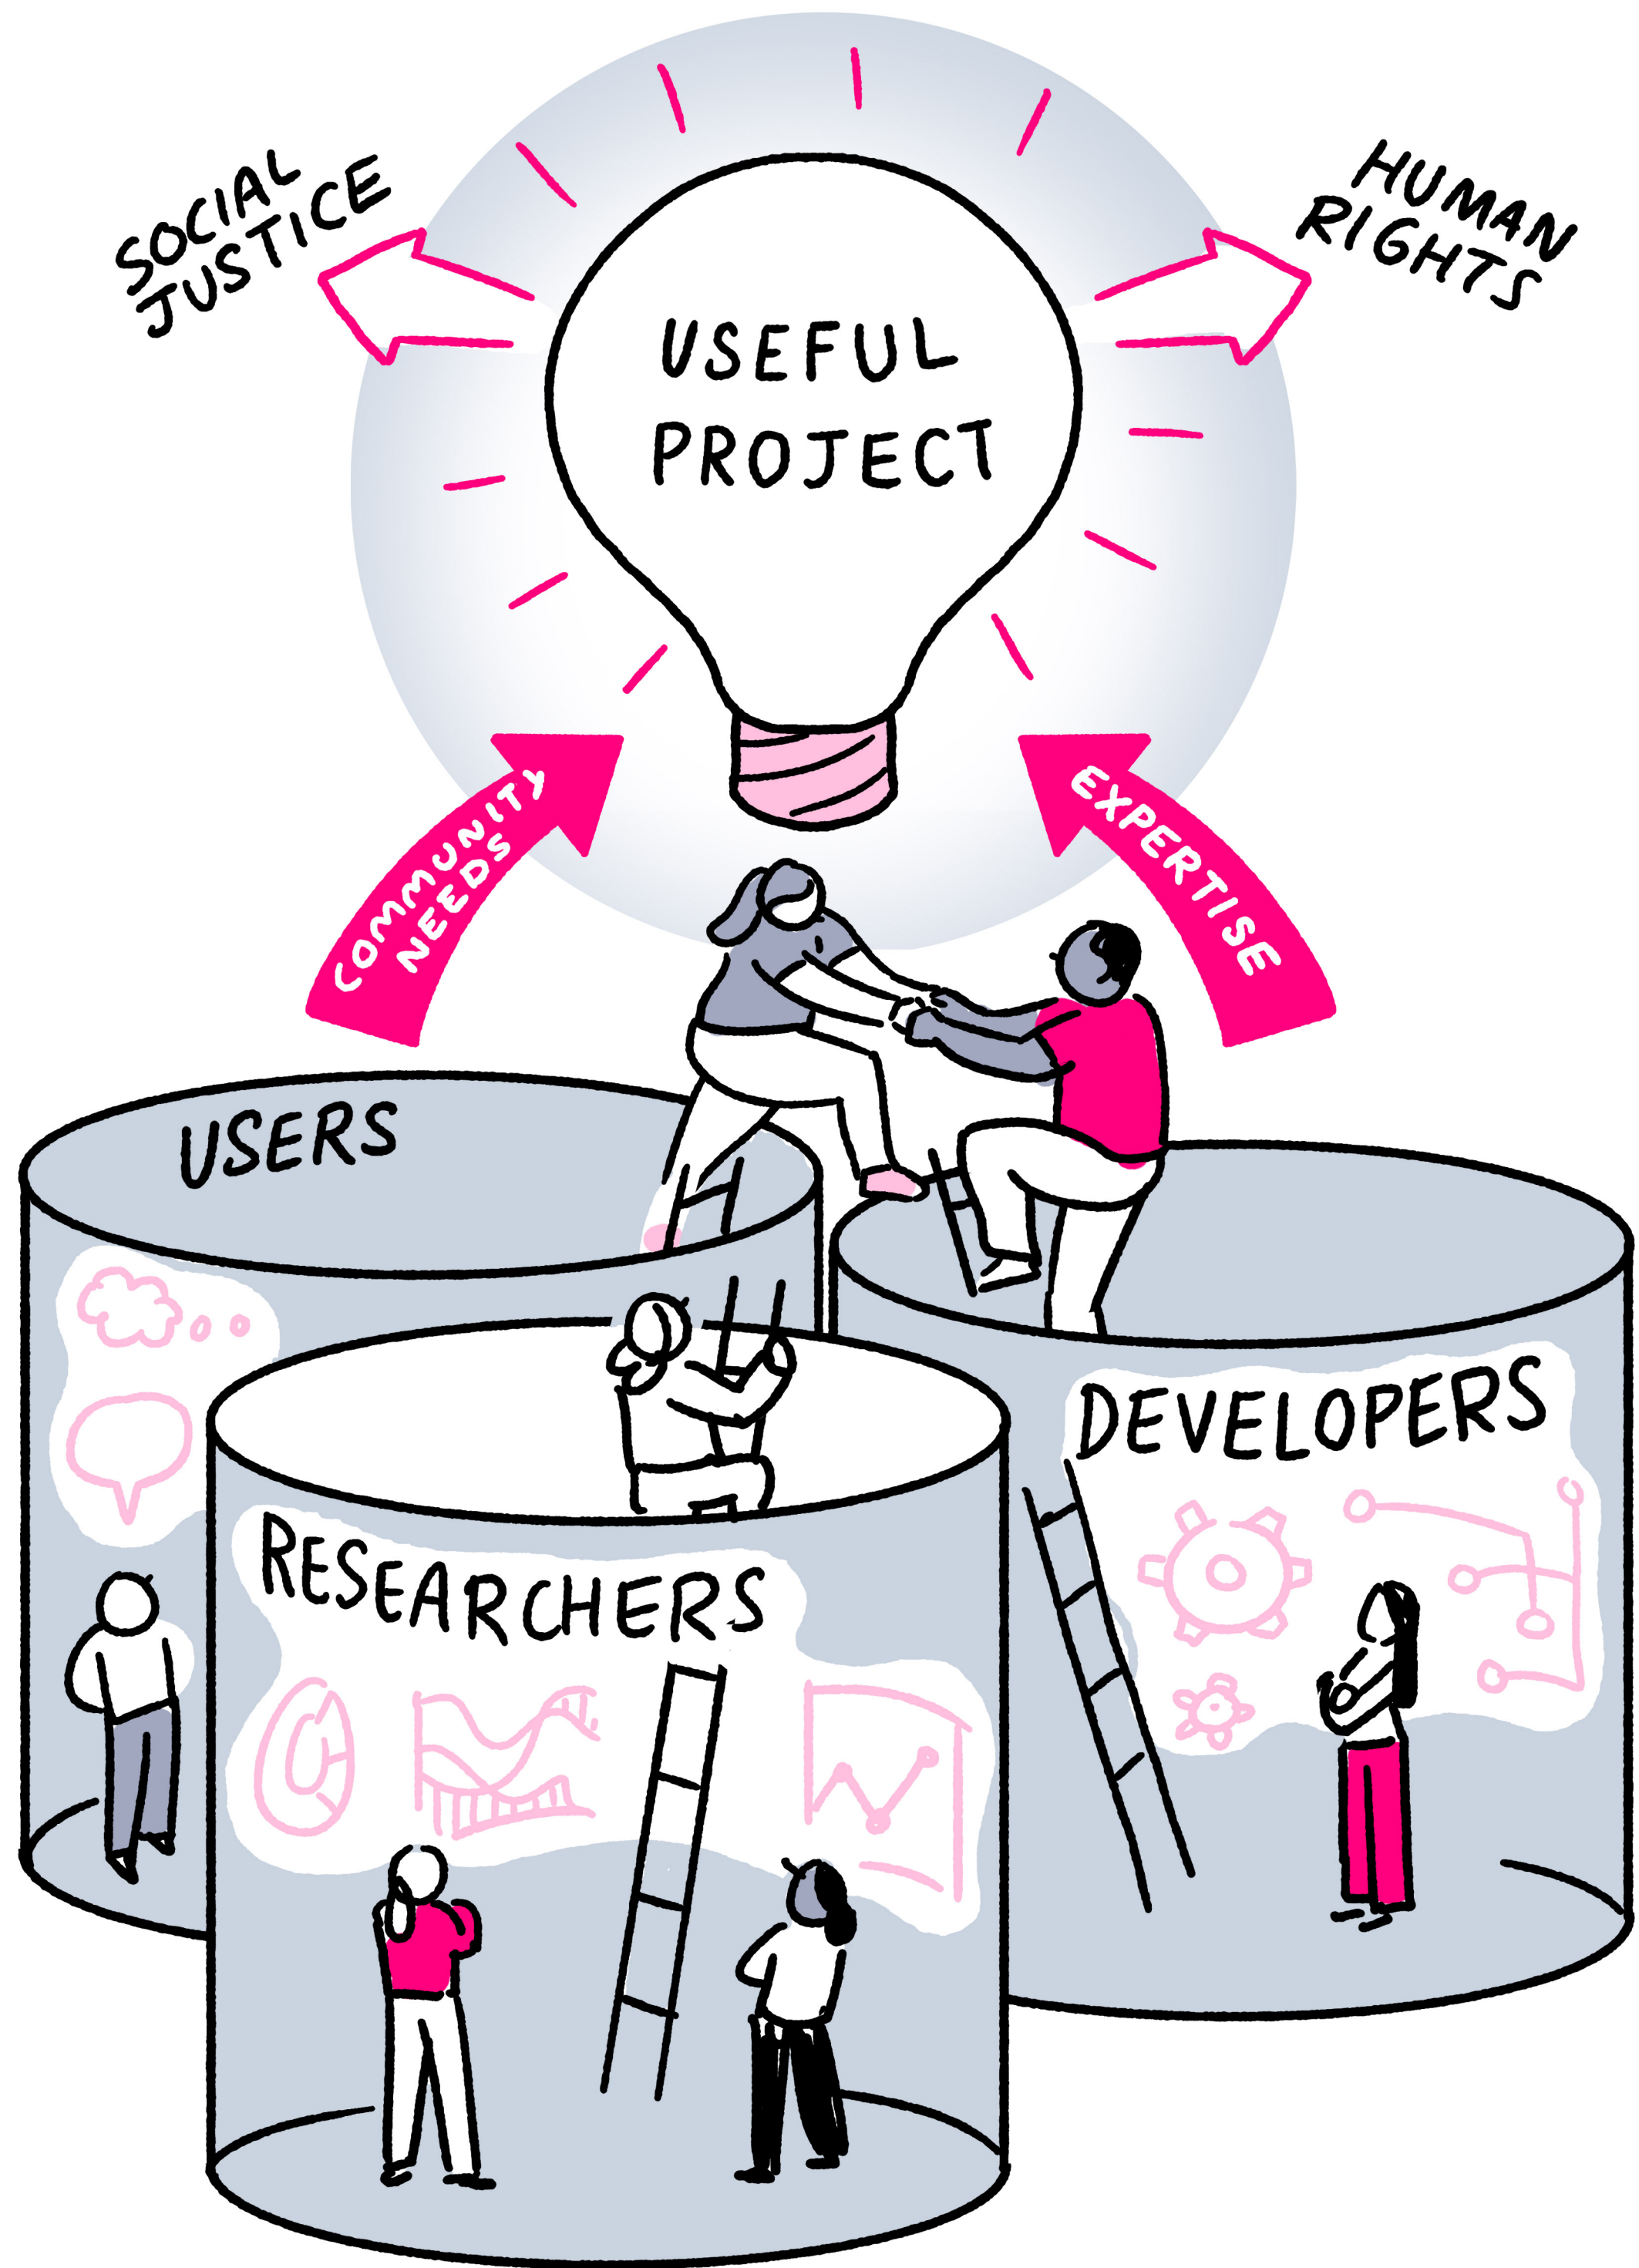 SOCIAL
JUSTICE
HUMAN
RIGHTS
USEFUL
PROJECT
COMMUNITY
NEEDS
EXPERTISE
USERS
DEVELOPERS
RESEARCHERS